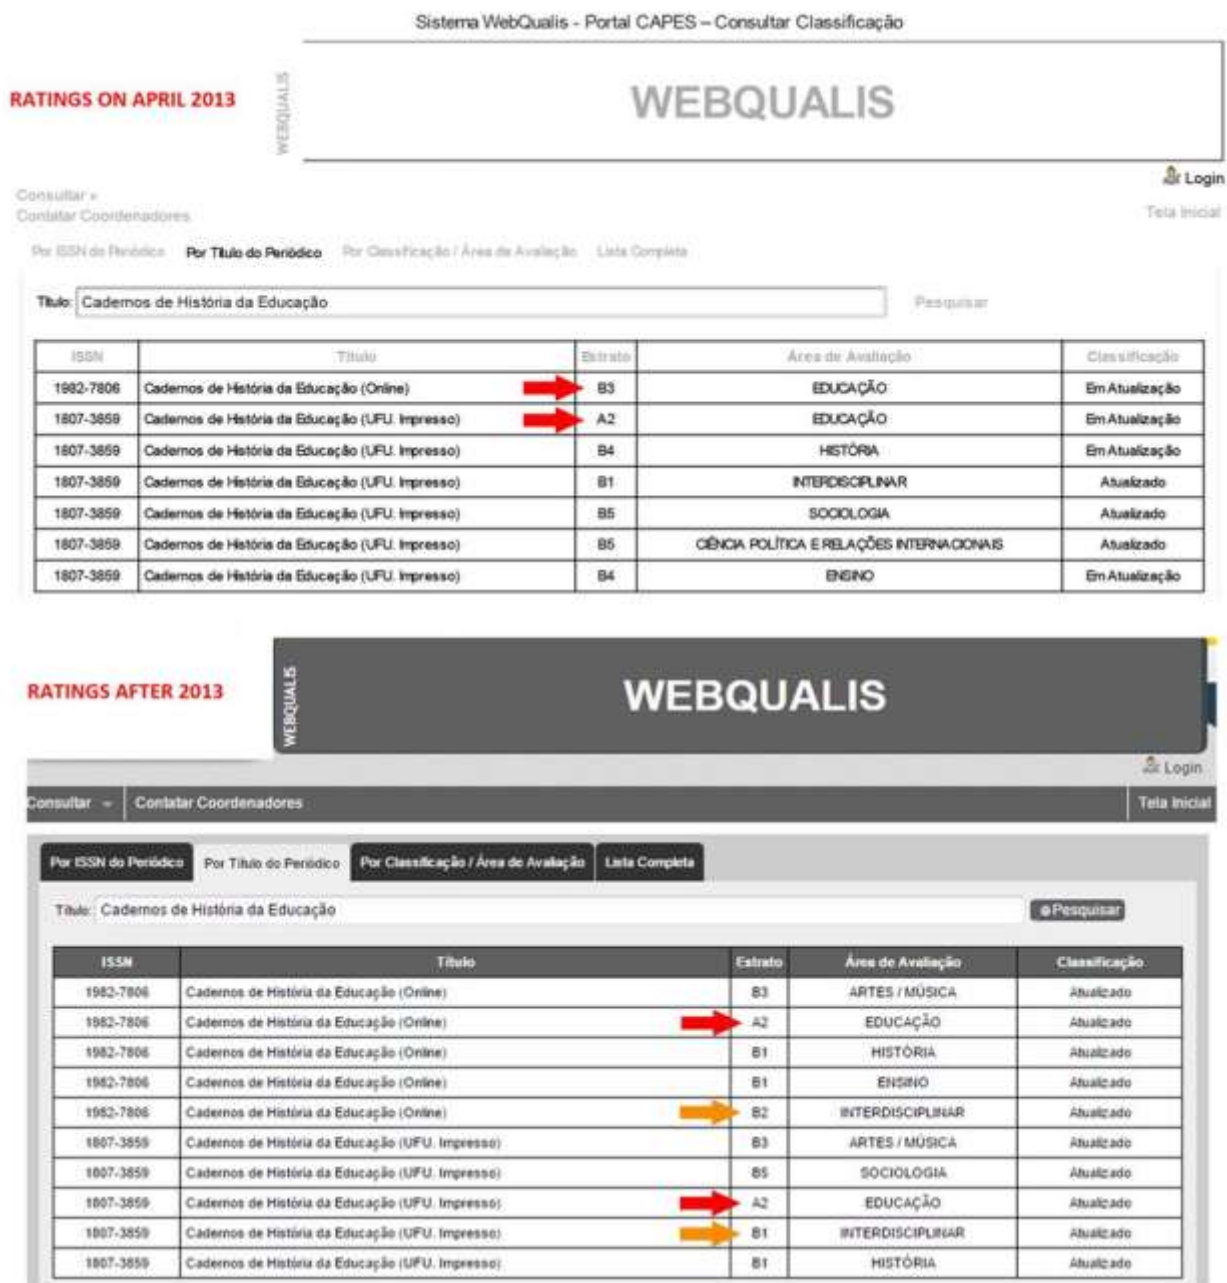 Sistema WebQualis - Portal CAPES – Consultar Classificação
RATINGS ON APRIL 2013
WEBQUALIS
WEBQUALIS
Login
Consultar »
Contatar Coordenadores
Tela Inicial
Por ISSN do Periódico Por Título do Periódico Por Classificação / Área de Avaliação Lista Completa
Título: Cadernos de História da Educação Pesquisar
ISSN Título Estrato Área de Avaliação Classificação
1982-7806 Cadernos de História da Educação (Online) B3 EDUCAÇÃO Em Atualização
1807-3859 Cadernos de História da Educação (UFU. Impresso) A2 EDUCAÇÃO Em Atualização
1807-3859 Cadernos de História da Educação (UFU. Impresso) B4 HISTÓRIA Em Atualização
1807-3859 Cadernos de História da Educação (UFU. Impresso) B1 INTERDISCIPLINAR Atualizado
1807-3859 Cadernos de História da Educação (UFU. Impresso) B5 SOCIOLOGIA Atualizado
1807-3859 Cadernos de História da Educação (UFU. Impresso) B5 CIÊNCIA POLÍTICA E RELAÇÕES INTERNACIONAIS Atualizado
1807-3859 Cadernos de História da Educação (UFU. Impresso) B4 ENSINO Em Atualização
RATINGS AFTER 2013
WEBQUALIS
WEBQUALIS
Login
Consultar Contatar Coordenadores Tela Inicial
Por ISSN do Periódico Por Título do Periódico Por Classificação / Área de Avaliação Lista Completa
Título: Cadernos de História da Educação Pesquisar
ISSN Título Estrato Área de Avaliação Classificação
1982-7806 Cadernos de História da Educação (Online) B3 ARTES / MÚSICA Atualizado
1982-7806 Cadernos de História da Educação (Online) A2 EDUCAÇÃO Atualizado
1982-7806 Cadernos de História da Educação (Online) B1 HISTÓRIA Atualizado
1982-7806 Cadernos de História da Educação (Online) B1 ENSINO Atualizado
1982-7806 Cadernos de História da Educação (Online) B2 INTERDISCIPLINAR Atualizado
1807-3859 Cadernos de História da Educação (UFU. Impresso) B3 ARTES / MÚSICA Atualizado
1807-3859 Cadernos de História da Educação (UFU. Impresso) B5 SOCIOLOGIA Atualizado
1807-3859 Cadernos de História da Educação (UFU. Impresso) A2 EDUCAÇÃO Atualizado
1807-3859 Cadernos de História da Educação (UFU. Impresso) B1 INTERDISCIPLINAR Atualizado
1807-3859 Cadernos de História da Educação (UFU. Impresso) B1 HISTÓRIA Atualizado